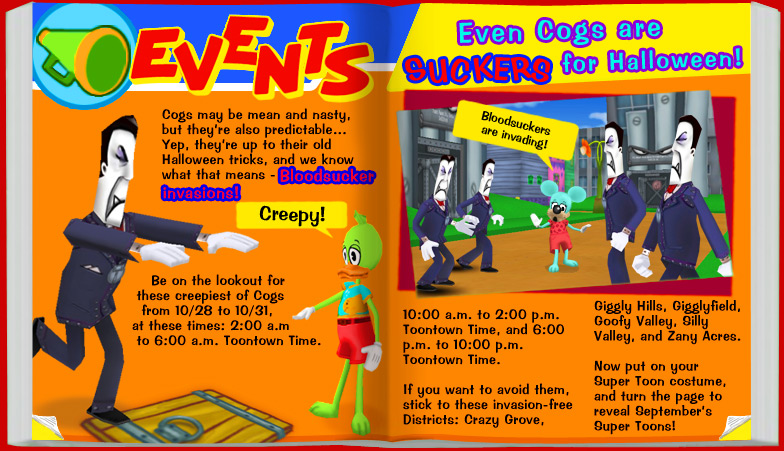 EVENTS
Cogs may be mean and nasty,
but they're also predictable...
Yep, they're up to their old
Halloween tricks, and we know
what that means - Bloodsucker
invasions!
Creepy!
Be on the lookout for
these creepiest of Cogs
from 10/28 to 10/31,
at these times: 2:00 a.m
to 6:00 a.m. Toontown Time.
Even Cogs are
SUCKERS for Halloween!
Bloodsuckers
are invading!
10:00 a.m. to 2:00 p.m.
Toontown Time, and 6:00
p.m. to 10:00 p.m.
Toontown Time.
If you want to avoid them,
stick to these invasion-free
Districts: Crazy Grove,
Giggly Hills, Gigglyfield,
Goofy Valley, Silly
Valley, and Zany Acres.
Now put on your
Super Toon costume,
and turn the page to
reveal September's
Super Toons!